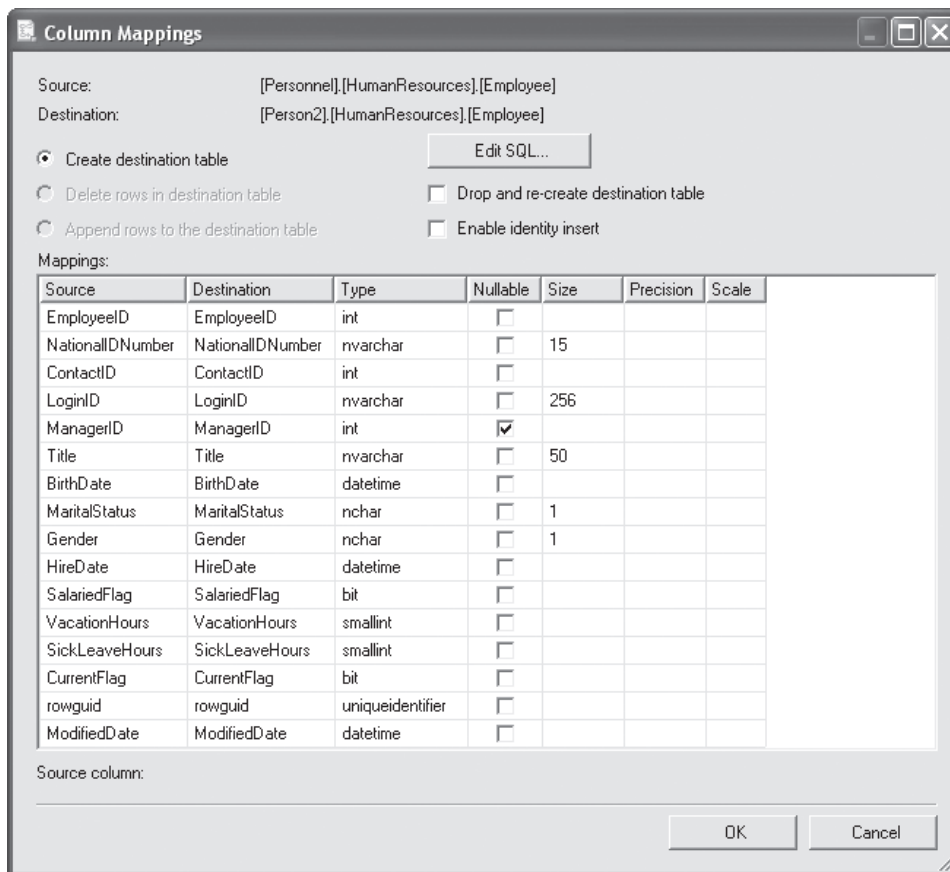 Column Mappings
Source: [Personnel].[HumanResources].[Employee]
Destination: [Person2].[HumanResources].[Employee]
Create destination table Edit SQL...
Delete rows in destination table Drop and re-create destination table
Append rows to the destination table Enable identity insert
Mappings:
Source Destination Type Nullable Size Precision Scale
EmployeeID EmployeeID int
NationalIDNumber NationalIDNumber nvarchar 15
ContactID ContactID int
LoginID LoginID nvarchar 256
ManagerID ManagerID int
Title Title nvarchar 50
BirthDate BirthDate datetime
MaritalStatus MaritalStatus nchar 1
Gender Gender nchar 1
HireDate HireDate datetime
SalariedFlag SalariedFlag bit
VacationHours VacationHours smallint
SickLeaveHours SickLeaveHours smallint
CurrentFlag CurrentFlag bit
rowguid rowguid uniqueidentifier
ModifiedDate ModifiedDate datetime
Source column:
OK Cancel